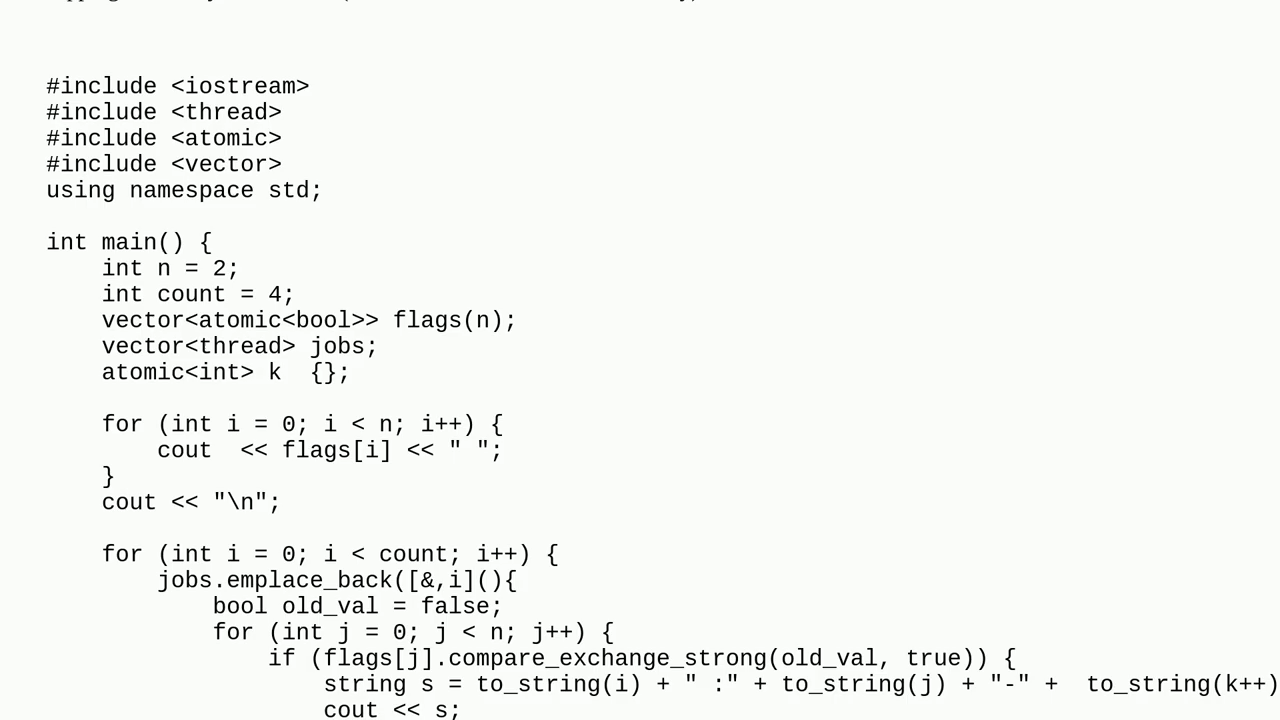 #include <iostream>
#include <thread>
#include <atomic>
#include <vector>
using namespace std;
int main() {
    int n = 2;
    int count = 4;
    vector<atomic<bool>> flags(n);
    vector<thread> jobs;
    atomic<int> k  {};
    for (int i = 0; i < n; i++) {
        cout  << flags[i] << " ";
    }
    cout << "\n";
    for (int i = 0; i < count; i++) {
        jobs.emplace_back([&,i](){
            bool old_val = false;
            for (int j = 0; j < n; j++) {
                if (flags[j].compare_exchange_strong(old_val, true)) {
                    string s = to_string(i) + " :" + to_string(j) + "-" +  to_string(k++)
                    cout << s;